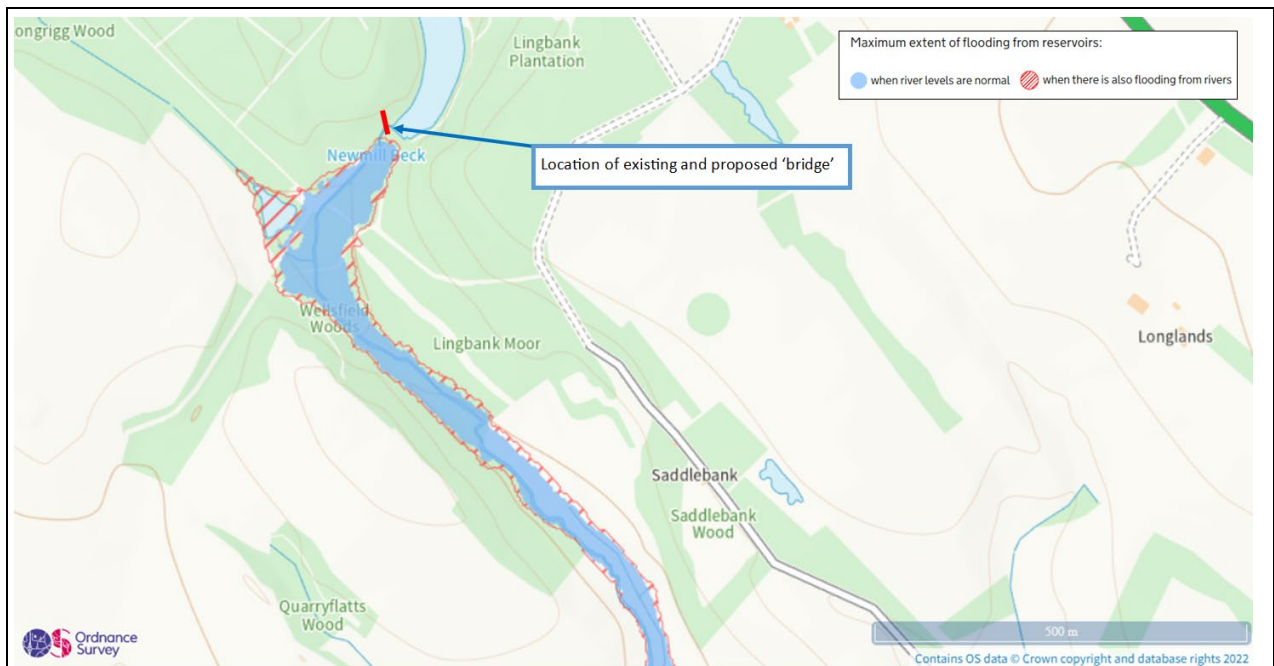 ongrigg Wood
Lingbank
Plantation
Maximum extent of flooding from reservoirs:
when river levels are normal
when there is also flooding from rivers
Newmill Beck
Location of existing and proposed ‘bridge’
Wellsfield
Woods
Lingbank Moor
Longlands
Saddlebank
Saddlebank
Wood
Quarryflatts
Wood
Ordnance
Survey
500 m
Contains OS data © Crown copyright and database rights 2022